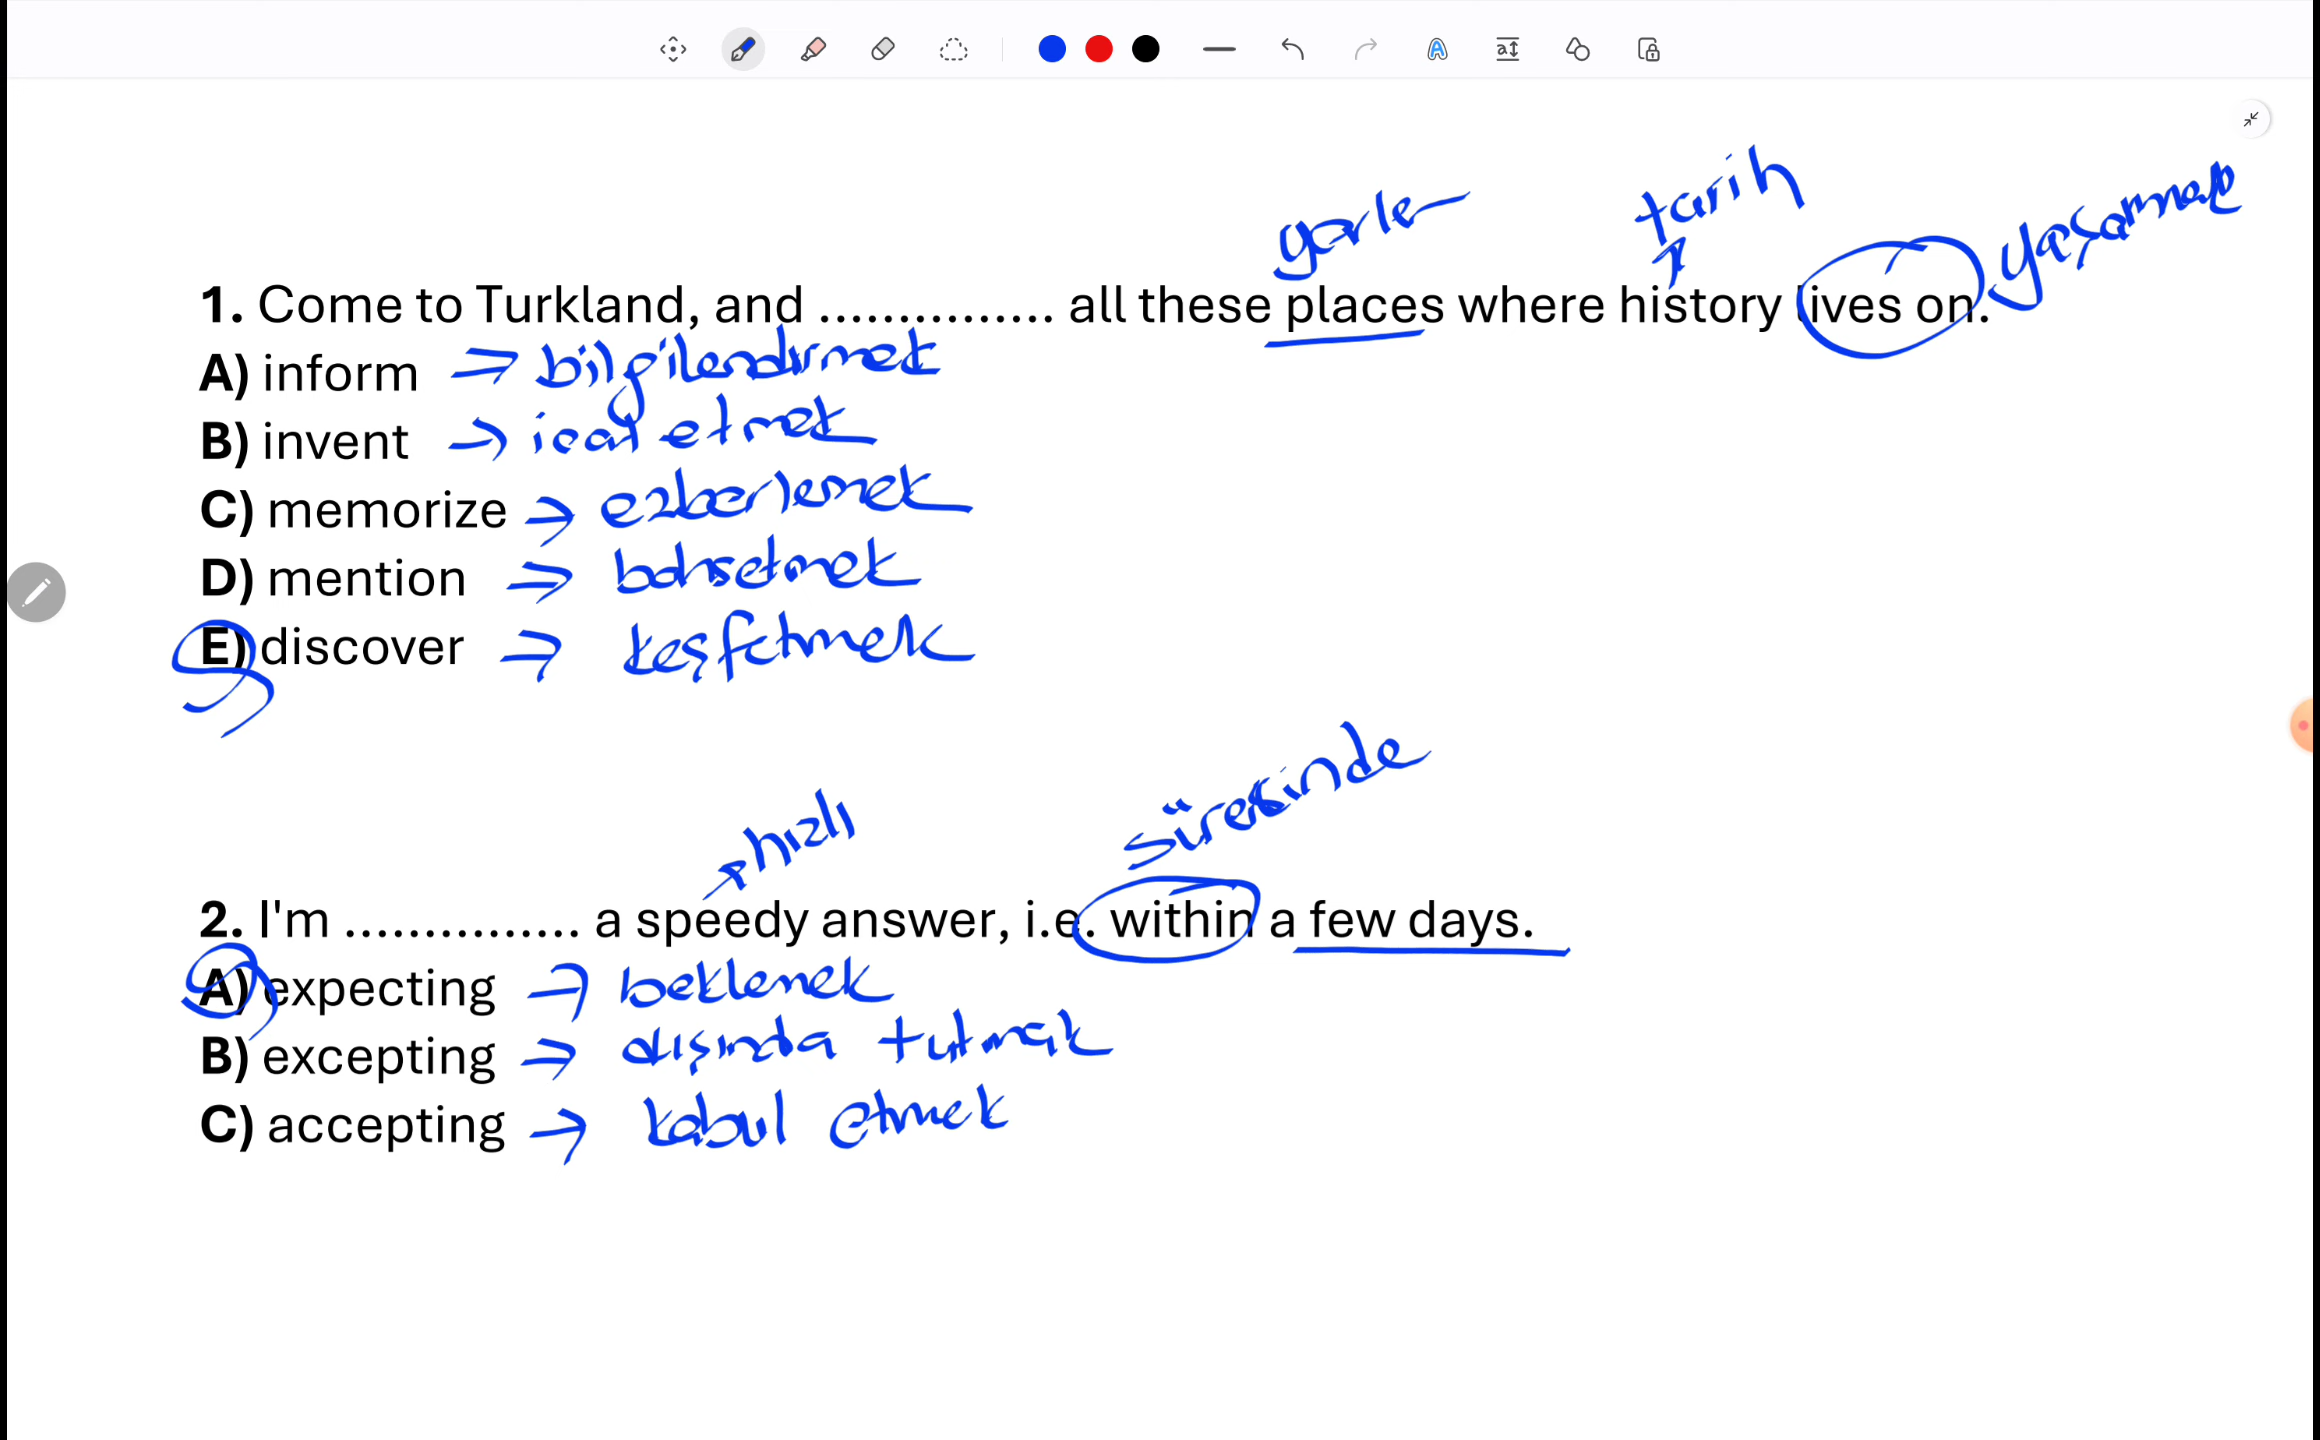 yerler
tarih
yaşamak
1. Come to Turkland, and ............... all these places where history lives on.
A) inform → bilgilendirmek
B) invent → icat etmek
C) memorize → ezberlemek
D) mention → bahsetmek
E) discover → keşfetmek
süresinde
hızlı
2. I'm ............... a speedy answer, i.e. within a few days.
A) expecting → beklemek
B) excepting → dışında tutmak
C) accepting → kabul etmek